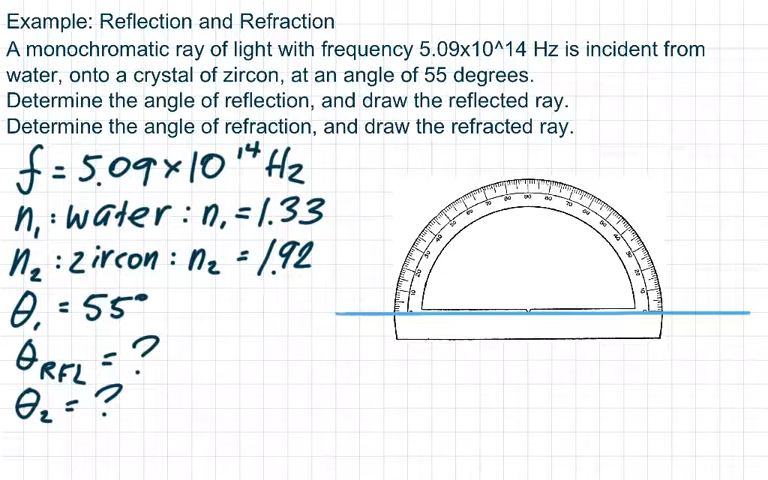 Example: Reflection and Refraction
A monochromatic ray of light with frequency 5.09x10^14 Hz is incident from
water, onto a crystal of zircon, at an angle of 55 degrees.
Determine the angle of reflection, and draw the reflected ray.
Determine the angle of refraction, and draw the refracted ray.
f = 5.09 × 10¹⁴ Hz
n₁ : water : n₁ = 1.33
n₂ : zircon : n₂ = 1.92
θ₁ = 55°
θRFL = ?
θ₂ = ?